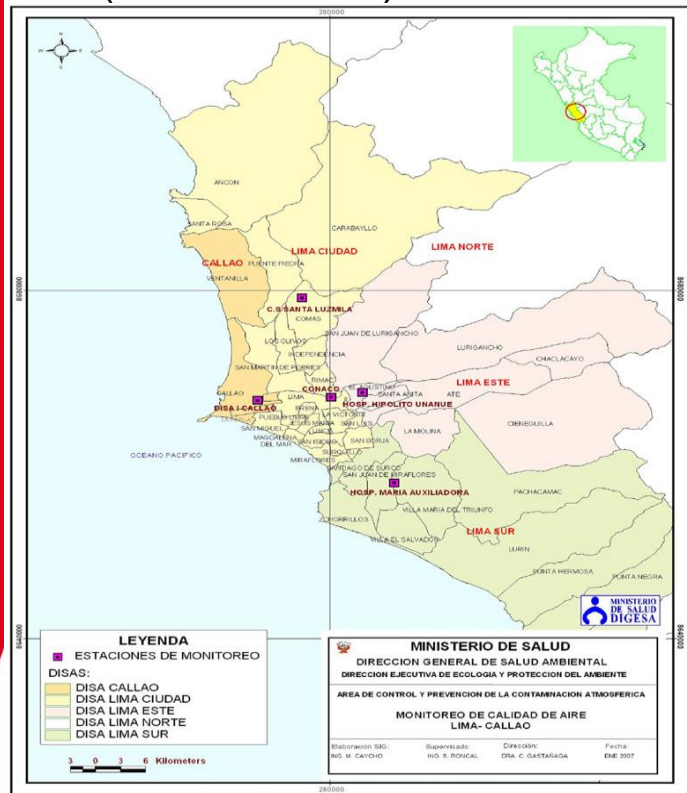 280000
N
W E
S
ANCON
SANTA ROSA
CARABAYLLO
LIMA NORTE
LIMA CIUDAD
CALLAO
PUENTE PIEDRA
VENTANILLA
8680000
8680000
C.S SANTA LUZMILA
COMAS
SAN JUAN DE LURIGANCHO
LOS OLIVOS
INDEPENDENCIA
LURIGANCHO
CHACLACAYO
SAN MARTIN DE PORRES
RIMAC
LIMA ESTE
CONACO
EL AGUSTINO
SANTA ANITA
ATE
CALLAO
LIMA
HOSP. HIPOLITO UNANUE
CIENEGUILLA
DISA I CALLAO
BREÑA
LA VICTORIA
PUEBLO LIBRE
JESUS MARIA
SAN LUIS
LA MOLINA
SAN MIGUEL
LINCE
MAGDALENA DEL MAR
SAN ISIDRO
SAN BORJA
SURQUILLO
OCEANO PACIFICO
MIRAFLORES
SANTIAGO DE SURCO
SAN JUAN DE MIRAFLORES
HOSP. MARIA AUXILIADORA
PACHACAMAC
CHORRILLOS
VILLA MARIA DEL TRIUNFO
LIMA SUR
VILLA EL SALVADOR
LURIN
PUNTA HERMOSA
PUNTA NEGRA
MINISTERIO
DE SALUD
DIGESA
8640000
8640000
LEYENDA
ESTACIONES DE MONITOREO
DISAS:
DISA CALLAO
DISA LIMA CIUDAD
DISA LIMA ESTE
DISA LIMA NORTE
DISA LIMA SUR
3 0 3 6 Kilometers
MINISTERIO DE SALUD
DIRECCION GENERAL DE SALUD AMBIENTAL
DIRECCION EJECUTIVA DE ECOLOGIA Y PROTECCION DEL AMBIENTE
AREA DE CONTROL Y PREVENCION DE LA CONTAMINACION ATMOSFERICA
MONITOREO DE CALIDAD DE AIRE
LIMA- CALLAO
Elaboración SIG: Supervisado: Dirección: Fecha
ING. M. CAYCHO ING. S. RONCAL DRA. C. GASTAÑAGA ENE 2007
280000